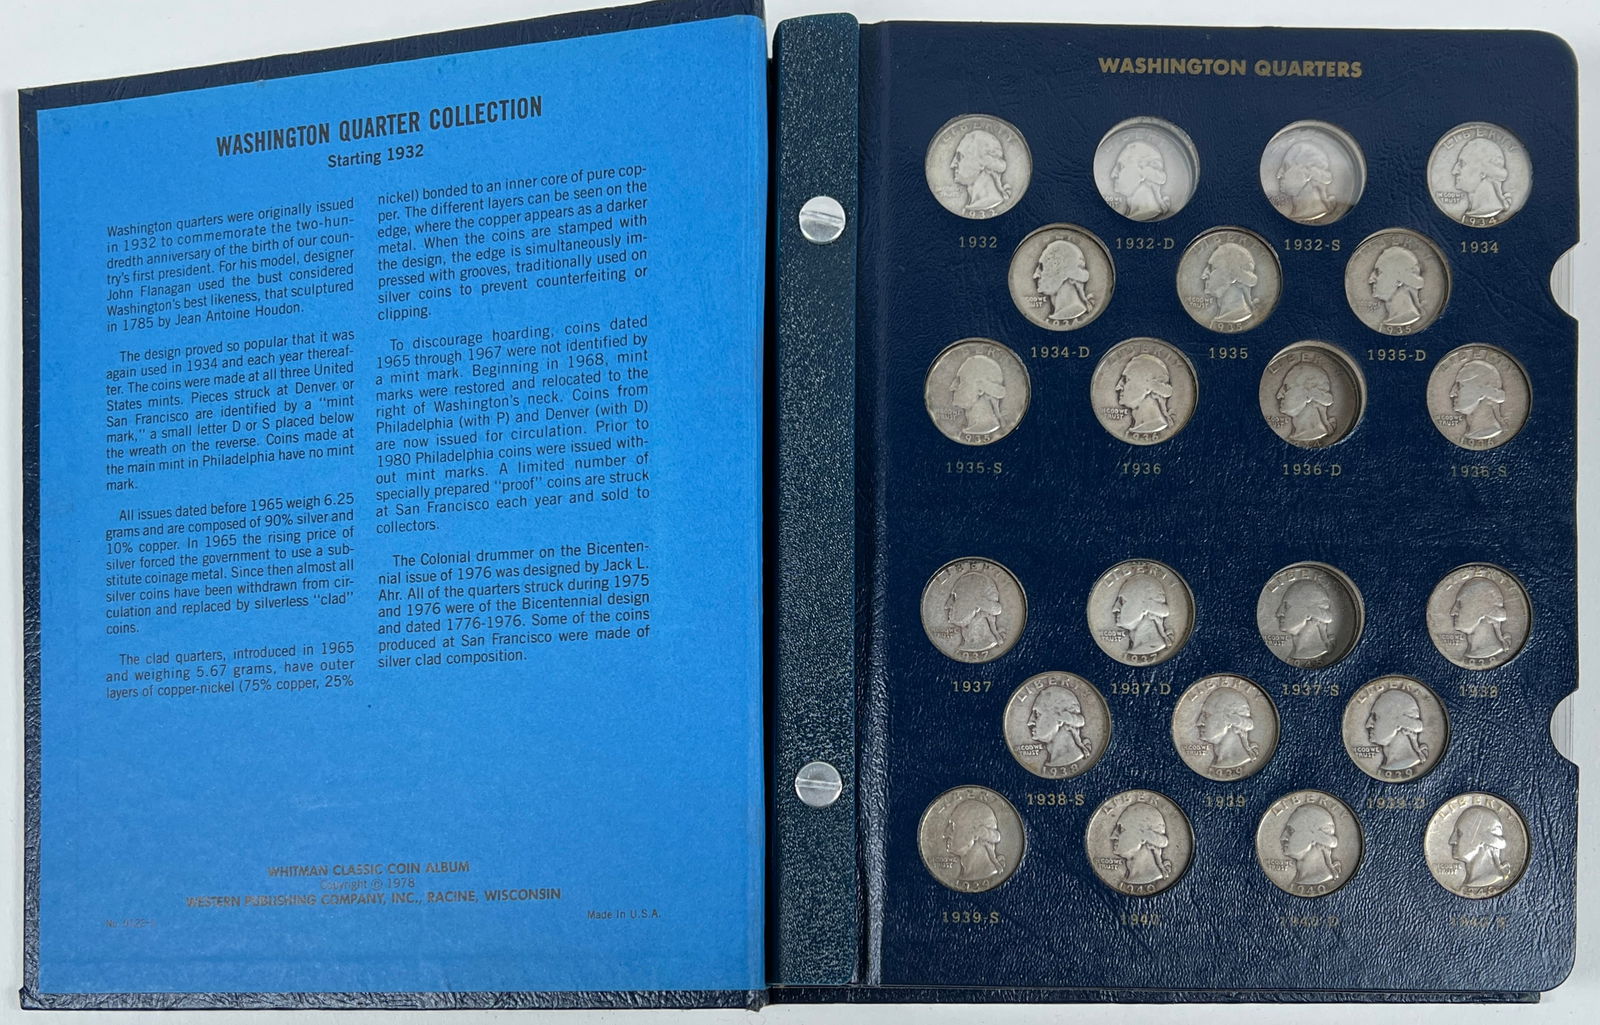 WASHINGTON QUARTER COLLECTION
Starting 1932
Washington quarters were originally issued
in 1932 to commemorate the two-hun-
dredth anniversary of the birth of our coun-
try's first president. For his model, designer
John Flanagan used the bust considered
Washington's best likeness, that sculptured
in 1785 by Jean Antoine Houdon.
The design proved so popular that it was
again used in 1934 and each year thereaf-
ter. The coins were made at all three United
States mints. Pieces struck at Denver or
San Francisco are identified by a "mint
mark," a small letter D or S placed below
the wreath on the reverse. Coins made at
the main mint in Philadelphia have no mint
mark.
All issues dated before 1965 weigh 6.25
grams and are composed of 90% silver and
10% copper. In 1965 the rising price of
silver forced the government to use a sub-
stitute coinage metal. Since then almost all
silver coins have been withdrawn from cir-
culation and replaced by silverless "clad"
coins.
The clad quarters, introduced in 1965
and weighing 5.67 grams, have outer
layers of copper-nickel (75% copper, 25%
nickel) bonded to an inner core of pure cop-
per. The different layers can be seen on the
edge, where the copper appears as a darker
metal. When the coins are stamped with
the design, the edge is simultaneously im-
pressed with grooves, traditionally used on
silver coins to prevent counterfeiting or
clipping.
To discourage hoarding, coins dated
1965 through 1967 were not identified by
a mint mark. Beginning in 1968, mint
marks were restored and relocated to the
right of Washington's neck. Coins from
Philadelphia (with P) and Denver (with D)
are now issued for circulation. Prior to
1980 Philadelphia coins were issued with-
out mint marks. A limited number of
specially prepared "proof" coins are struck
at San Francisco each year and sold to
collectors.
The Colonial drummer on the Bicenten-
nial issue of 1976 was designed by Jack L.
Ahr. All of the quarters struck during 1975
and 1976 were of the Bicentennial design
and dated 1776-1976. Some of the coins
produced at San Francisco were made of
silver clad composition.
WHITMAN CLASSIC COIN ALBUM
Copyright © 1978
WESTERN PUBLISHING COMPANY, INC., RACINE, WISCONSIN
Made in U.S.A.
WASHINGTON QUARTERS
1932 1932-D 1932-S 1934
1934-D 1935 1935-D
1935-S 1936 1936-D 1936-S
1937 1937-D 1937-S 1938
1938-S 1939 1939-D
1939-S 1940 1940-D 1940-S